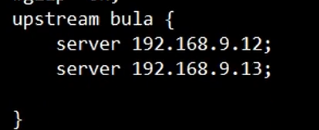 upstream bula {
    server 192.168.9.12;
    server 192.168.9.13;
}